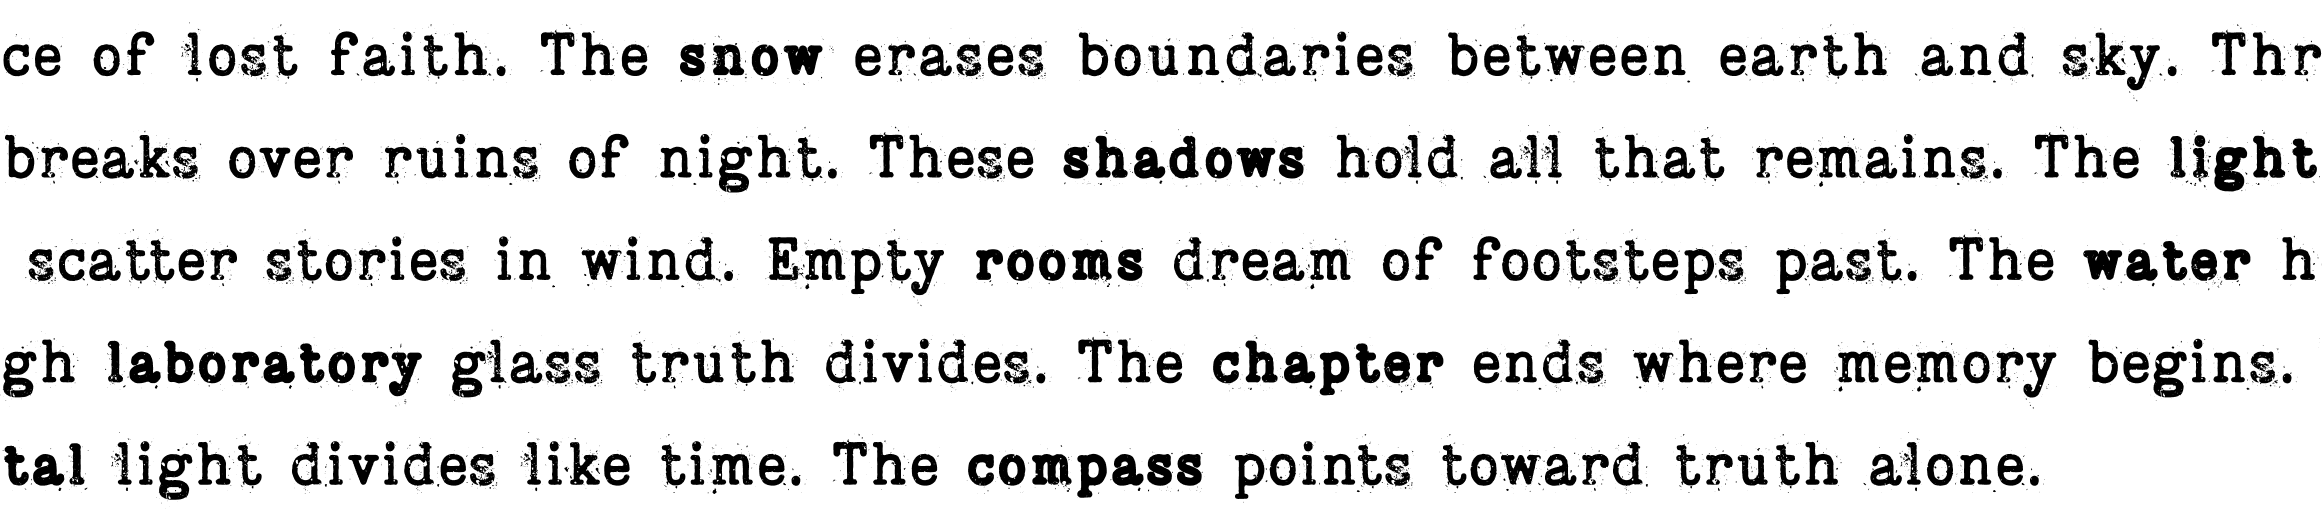 ce of lost faith. The snow erases boundaries between earth and sky. Thr
breaks over ruins of night. These shadows hold all that remains. The light
scatter stories in wind. Empty rooms dream of footsteps past. The water h
gh laboratory glass truth divides. The chapter ends where memory begins.
tal light divides like time. The compass points toward truth alone.